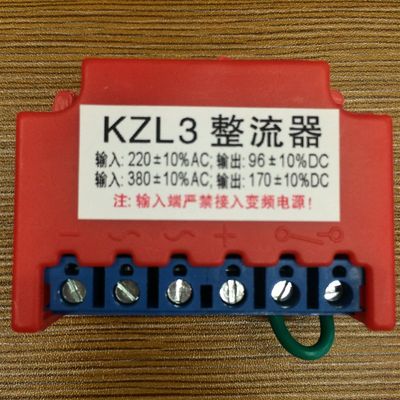 KZL3 整流器
输入: 220±10%AC; 输出: 96±10%DC
输入: 380±10%AC; 输出: 170±10%DC
注: 输入端严禁接入变频电源!